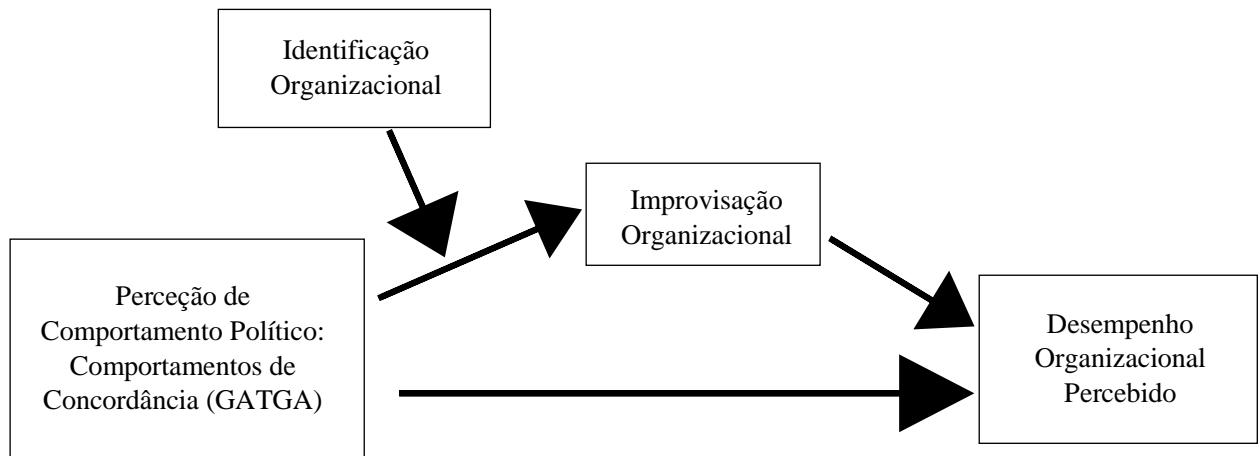 Identificação
Organizacional
Improvisação
Organizacional
Perceção de
Comportamento Político:
Comportamentos de
Concordância (GATGA)
Desempenho
Organizacional
Percebido